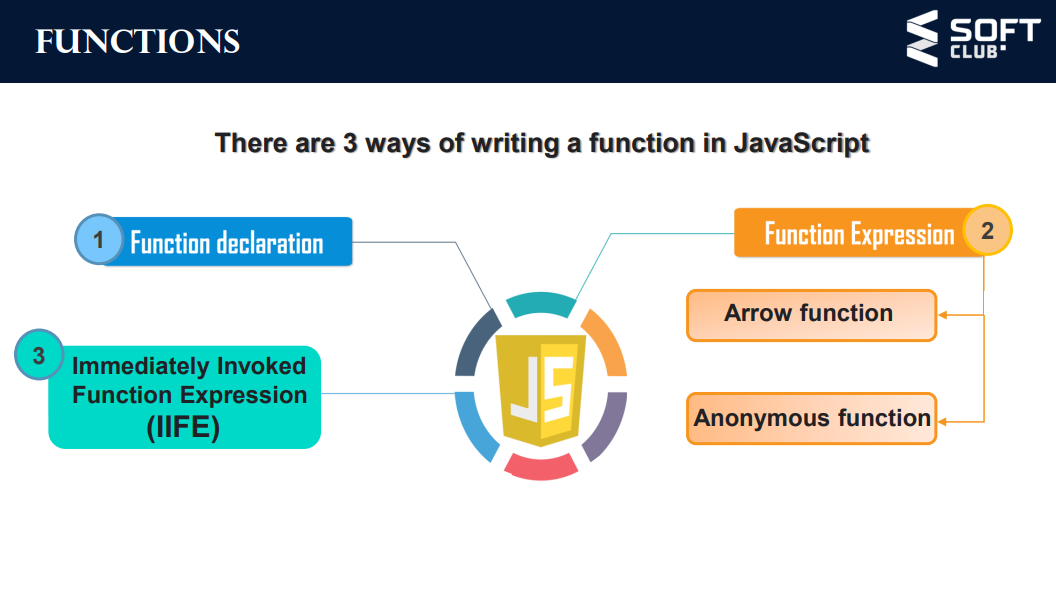 FUNCTIONS
SOFT
CLUB
There are 3 ways of writing a function in JavaScript
1
Function declaration
Function Expression
2
Arrow function
3
Immediately Invoked
Function Expression
(IIFE)
JS
Anonymous function